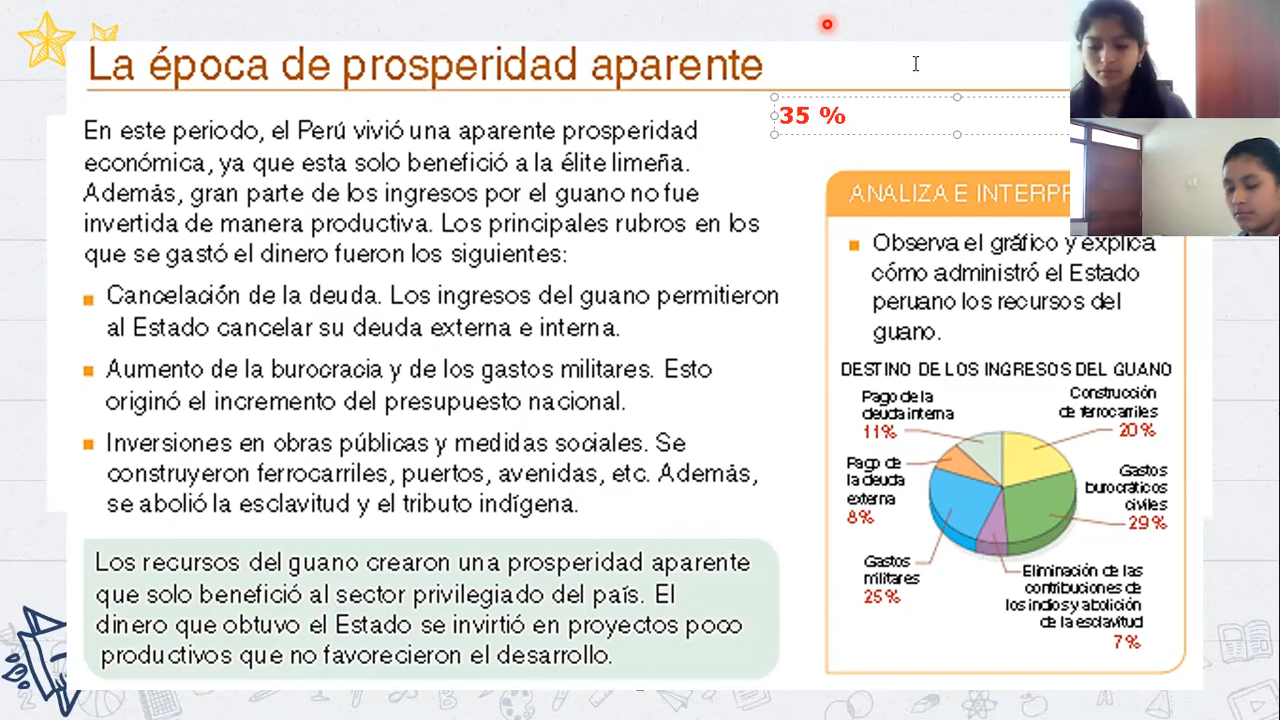 La época de prosperidad aparente
35 %
En este periodo, el Perú vivió una aparente prosperidad
económica, ya que esta solo benefició a la élite limeña.
Además, gran parte de los ingresos por el guano no fue
invertida de manera productiva. Los principales rubros en los
que se gastó el dinero fueron los siguientes:
Cancelación de la deuda. Los ingresos del guano permitieron
al Estado cancelar su deuda externa e interna.
Aumento de la burocracia y de los gastos militares. Esto
originó el incremento del presupuesto nacional.
Inversiones en obras públicas y medidas sociales. Se
construyeron ferrocarriles, puertos, avenidas, etc. Además,
se abolió la esclavitud y el tributo indígena.
Los recursos del guano crearon una prosperidad aparente
que solo benefició al sector privilegiado del país. El
dinero que obtuvo el Estado se invirtió en proyectos poco
productivos que no favorecieron el desarrollo.
ANALIZA E
Observa el gráfico y explica
cómo administró el Estado
peruano los recursos del
guano.
DESTINO DE LOS INGRESOS DEL GUANO
Pago de la
deuda interna
11%
Construcción
de ferrocarriles
20%
Pago de
la deuda
externa
8%
Gastos
burocráticos
civiles
29%
Gastos
militares
25%
Eliminación de las
contribuciones de
los indios y abolición
de la esclavitud
7%